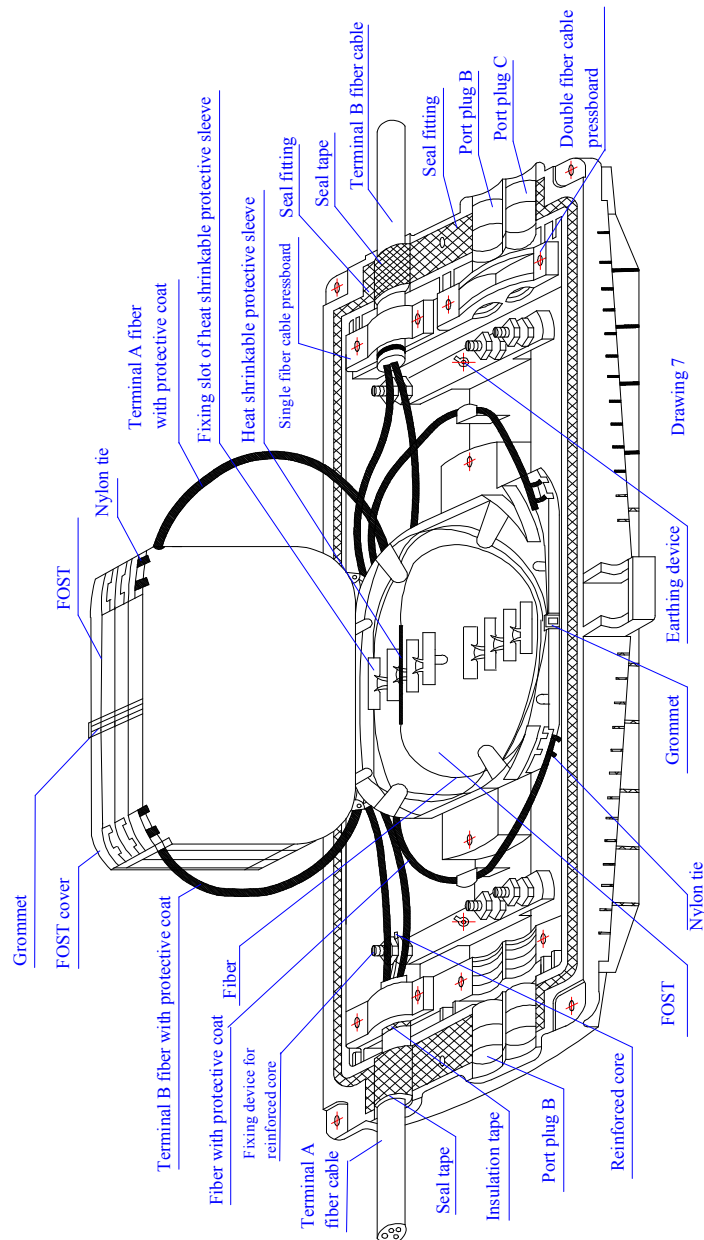 Grommet
FOST cover
FOST
Nylon tie
Terminal A fiber
with protective coat
Fixing slot of heat shrinkable protective sleeve
Heat shrinkable protective sleeve
Single fiber cable pressboard
Seal fitting
Seal tape
Terminal B fiber cable
Seal fitting
Port plug B
Port plug C
Double fiber cable
pressboard
Terminal B fiber with protective coat
Fiber with protective coat
Fiber
Fixing device for
reinforced core
Terminal A
fiber cable
Seal tape
Insulation tape
Port plug B
Reinforced core
FOST
Nylon tie
Grommet
Earthing device
Drawing 7